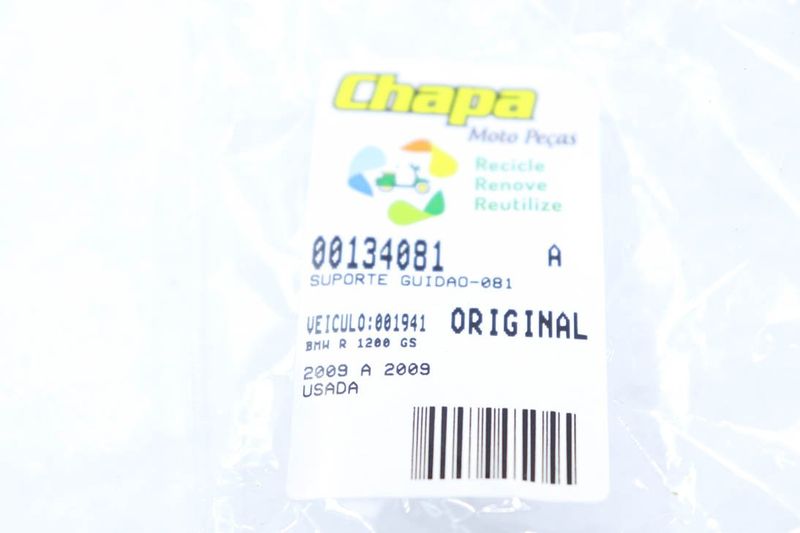 Chapa
Moto Peças
Recicle
Renove
Reutilize
00134081 A
SUPORTE GUIDAO-081
VEICULO:001941 ORIGINAL
BMW R 1200 GS
2009 A 2009
USADA